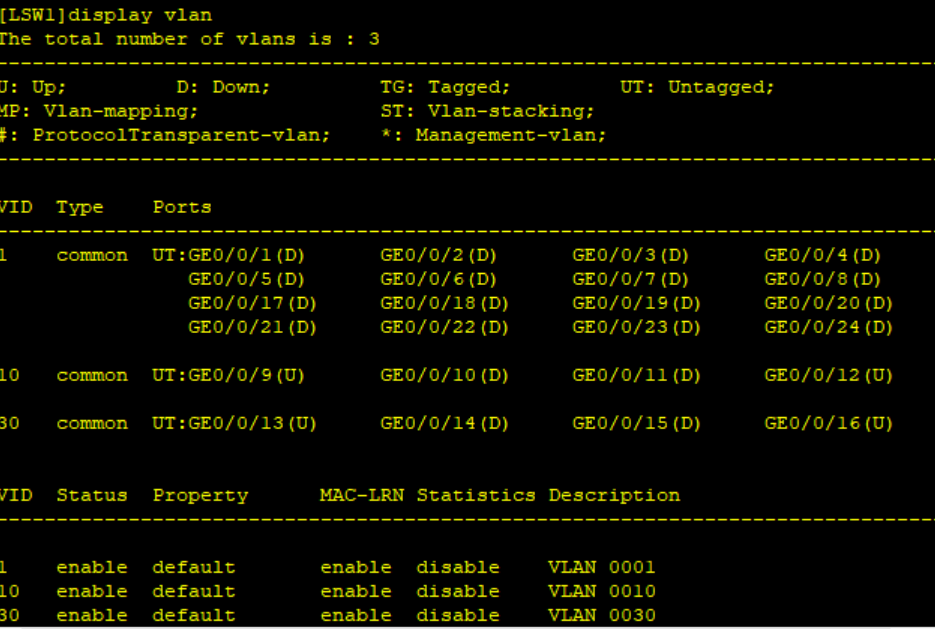 [LSW1]display vlan
The total number of vlans is : 3
--------------------------------------------------------------------------------
U: Up;         D: Down;         TG: Tagged;         UT: Untagged;
MP: Vlan-mapping;               ST: Vlan-stacking;
#: ProtocolTransparent-vlan;    *: Management-vlan;
--------------------------------------------------------------------------------
VID  Type    Ports
--------------------------------------------------------------------------------
1    common  UT:GE0/0/1(D)      GE0/0/2(D)      GE0/0/3(D)      GE0/0/4(D)
                GE0/0/5(D)      GE0/0/6(D)      GE0/0/7(D)      GE0/0/8(D)
                GE0/0/17(D)     GE0/0/18(D)     GE0/0/19(D)     GE0/0/20(D)
                GE0/0/21(D)     GE0/0/22(D)     GE0/0/23(D)     GE0/0/24(D)
10   common  UT:GE0/0/9(U)      GE0/0/10(D)     GE0/0/11(D)     GE0/0/12(U)
30   common  UT:GE0/0/13(U)     GE0/0/14(D)     GE0/0/15(D)     GE0/0/16(U)
VID  Status  Property      MAC-LRN Statistics Description
--------------------------------------------------------------------------------
1    enable  default       enable  disable    VLAN 0001
10   enable  default       enable  disable    VLAN 0010
30   enable  default       enable  disable    VLAN 0030